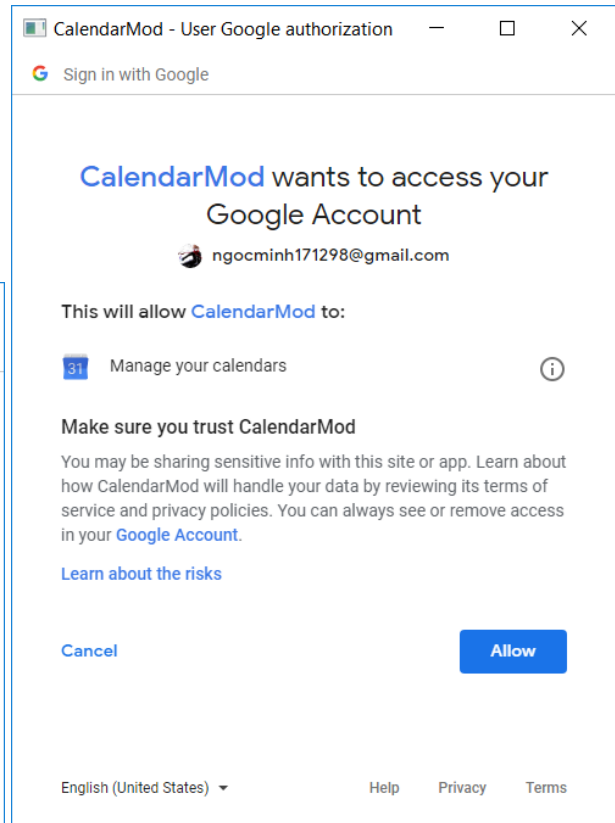 CalendarMod - User Google authorization
Sign in with Google
CalendarMod wants to access your
Google Account
ngocminh171298@gmail.com
This will allow CalendarMod to:
31 Manage your calendars
Make sure you trust CalendarMod
You may be sharing sensitive info with this site or app. Learn about
how CalendarMod will handle your data by reviewing its terms of
service and privacy policies. You can always see or remove access
in your Google Account.
Learn about the risks
Cancel Allow
English (United States) Help Privacy Terms